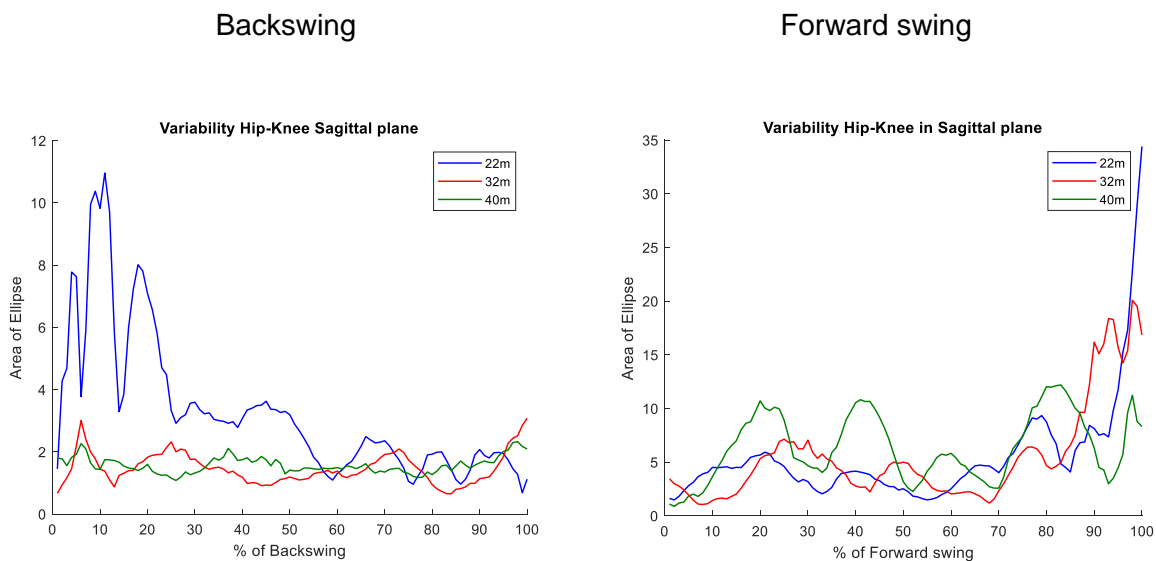 Backswing
Forward swing
Variability Hip-Knee Sagittal plane
12
10
8
6
4
2
0
Area of Ellipse
22m
32m
40m
0 10 20 30 40 50 60 70 80 90 100
% of Backswing
Variability Hip-Knee in Sagittal plane
35
30
25
20
15
10
5
0
Area of Ellipse
22m
32m
40m
0 10 20 30 40 50 60 70 80 90 100
% of Forward swing